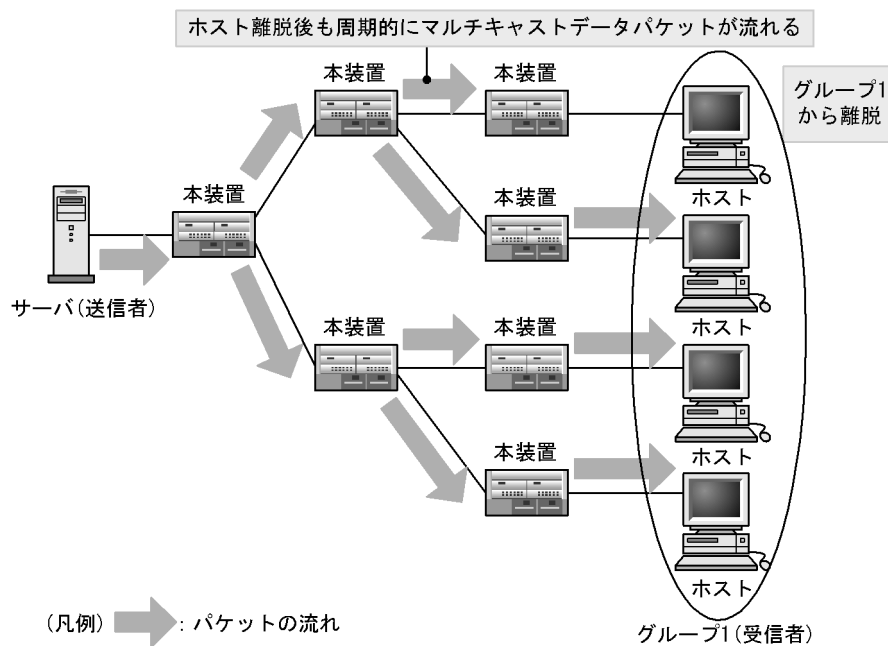 ホスト離脱後も周期的にマルチキャストデータパケットが流れる
本装置
本装置
グループ1
から離脱
ホスト
本装置
本装置
ホスト
サーバ(送信者)
本装置
本装置
ホスト
本装置
ホスト
(凡例)
: パケットの流れ
グループ1(受信者)